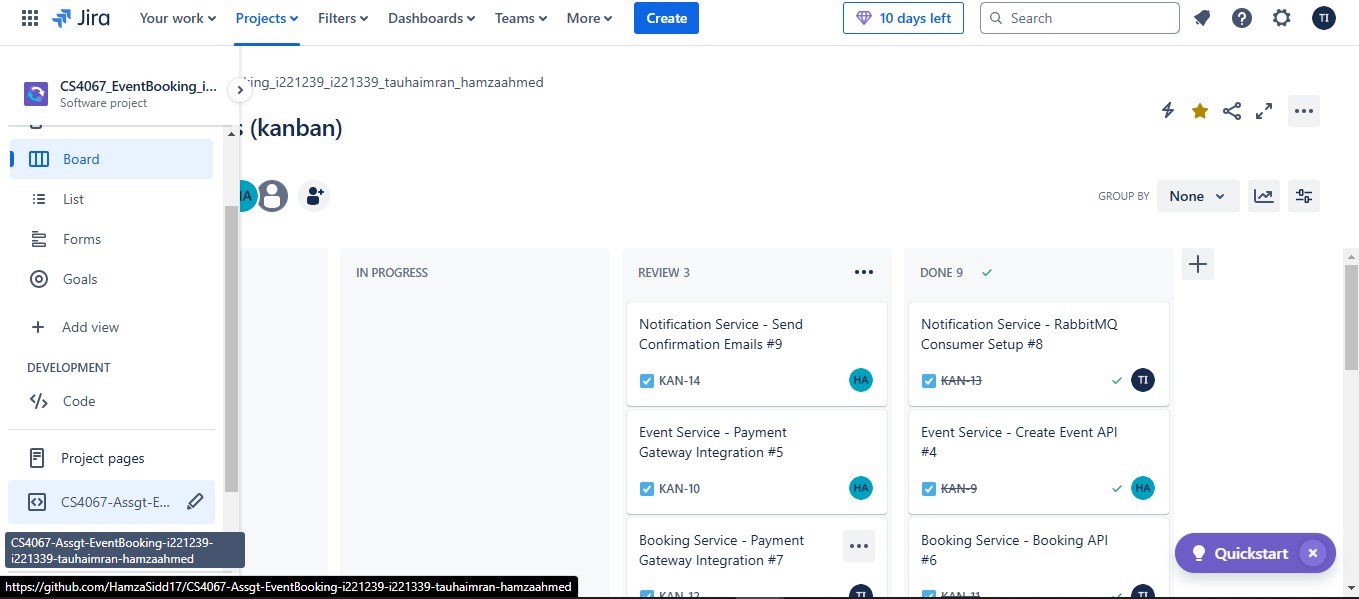 Jira
Your work
Projects
Filters
Dashboards
Teams
More
Create
10 days left
Search
TI
CS4067_EventBooking_i...
Software project
king_i221239_i221339_tauhaimran_hamzaahmed
s (kanban)
Board
List
Forms
Goals
Add view
DEVELOPMENT
Code
Project pages
CS4067-Assgt-E...
CS4067-Assgt-EventBooking-i221239-
i221339-tauhaimran-hamzaahmed
https://github.com/HamzaSidd17/CS4067-Assgt-EventBooking-i221239-i221339-tauhaimran-hamzaahmed
HA
GROUP BY
None
IN PROGRESS
REVIEW 3
Notification Service - Send
Confirmation Emails #9
KAN-14
HA
Event Service - Payment
Gateway Integration #5
KAN-10
HA
Booking Service - Payment
Gateway Integration #7
KAN-12
TI
DONE 9
Notification Service - RabbitMQ
Consumer Setup #8
KAN-13
TI
Event Service - Create Event API
#4
KAN-9
HA
Booking Service - Booking API
#6
KAN-11
TI
Quickstart